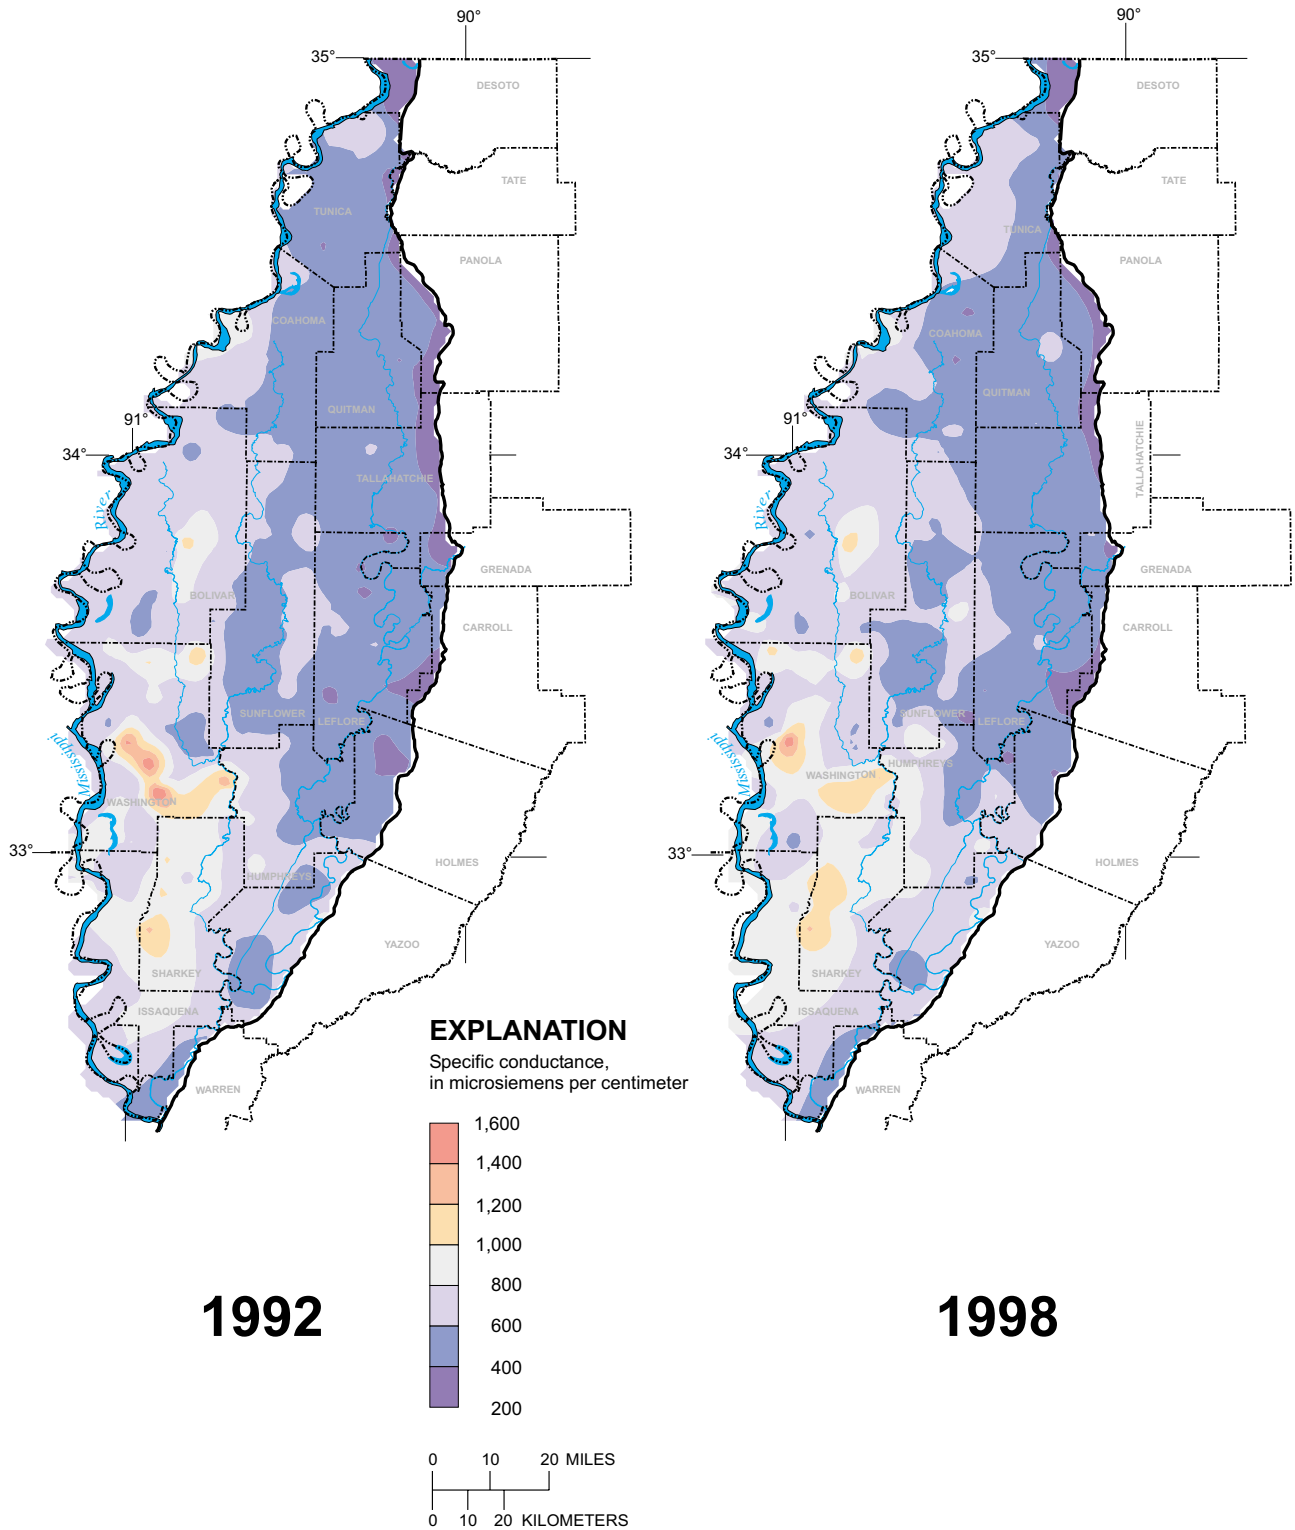 90°
35°
DESOTO
TATE
TUNICA
PANOLA
COAHOMA
QUITMAN
91°
34°
TALLAHATCHIE
River
GRENADA
BOLIVAR
CARROLL
SUNFLOWER
LEFLORE
Mississippi
WASHINGTON
33°
HOLMES
HUMPHREYS
YAZOO
SHARKEY
ISSAQUENA
WARREN
90°
35°
DESOTO
TATE
TUNICA
PANOLA
COAHOMA
QUITMAN
91°
34°
TALLAHATCHIE
River
GRENADA
BOLIVAR
CARROLL
SUNFLOWER
LEFLORE
Mississippi
HUMPHREYS
WASHINGTON
33°
HOLMES
YAZOO
SHARKEY
ISSAQUENA
WARREN
EXPLANATION
Specific conductance,
in microsiemens per centimeter
1,600
1,400
1,200
1,000
800
600
400
200
1992
1998
0 10 20 MILES
0 10 20 KILOMETERS